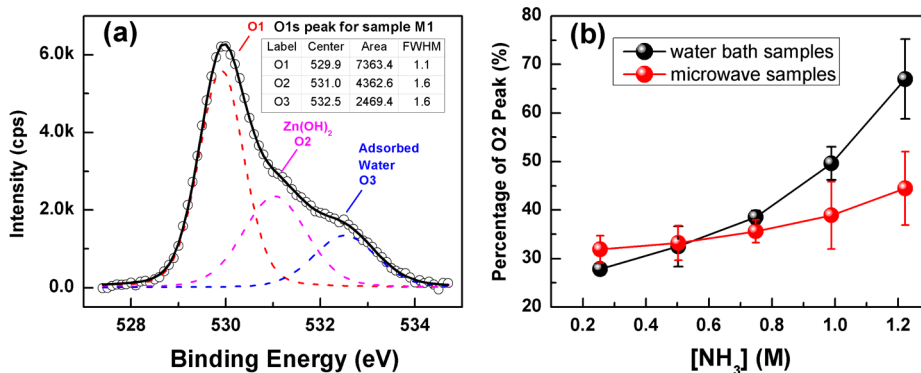 (a)
O1s peak for sample M1
O1
Label Center Area FWHM
O1 529.9 7363.4 1.1
O2 531.0 4362.6 1.6
O3 532.5 2469.4 1.6
Zn(OH)₂
O2
Adsorbed
Water
O3
6.0k
4.0k
2.0k
0.0
Intensity (cps)
528 530 532 534
Binding Energy (eV)
(b)
water bath samples
microwave samples
80
70
60
50
40
30
20
Percentage of O2 Peak (%)
0.2 0.4 0.6 0.8 1.0 1.2
[NH₃] (M)